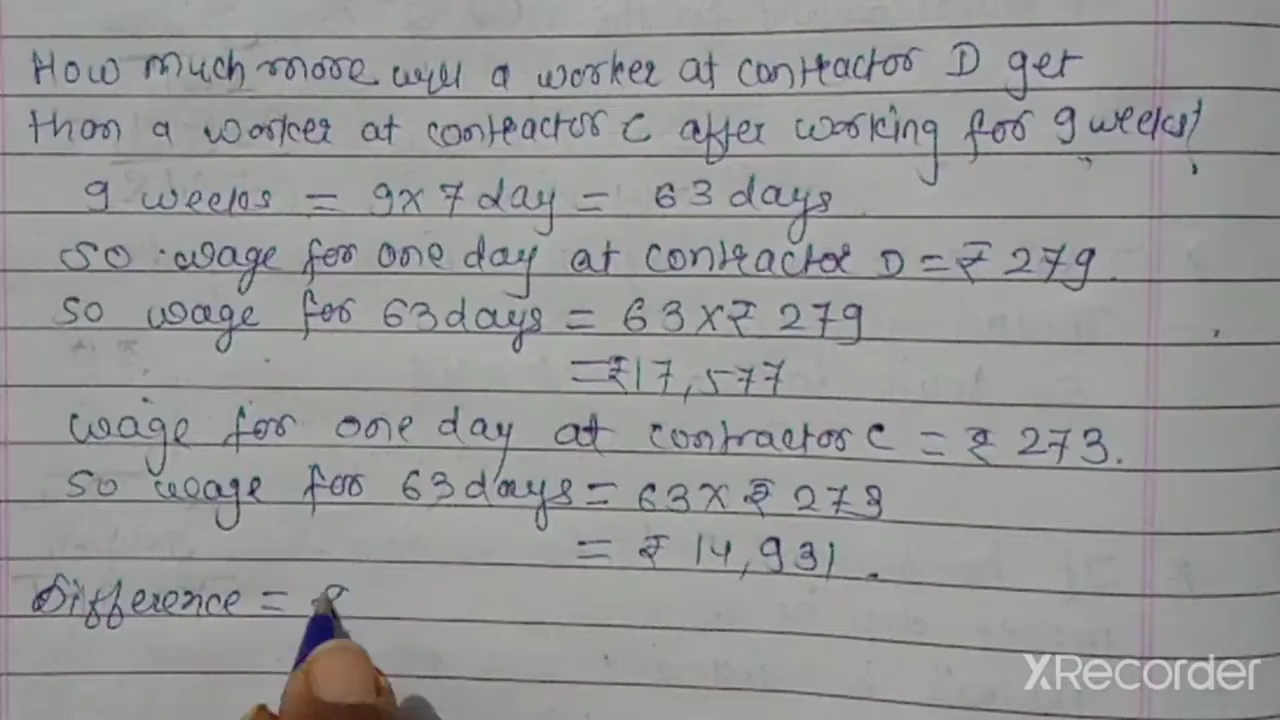 How much more will a worker at contractor D get
than a worker at contractor C after working for 9 weeks?
9 weeks = 9x7 day = 63 days
So wage for one day at contractor D = ₹ 279.
So wage for 63 days = 63 x ₹ 279
= ₹17,577
wage for one day at contractor C = ₹ 273.
So wage for 63 days = 63 x ₹ 273
= ₹ 14,931.
Difference =
XRecorder